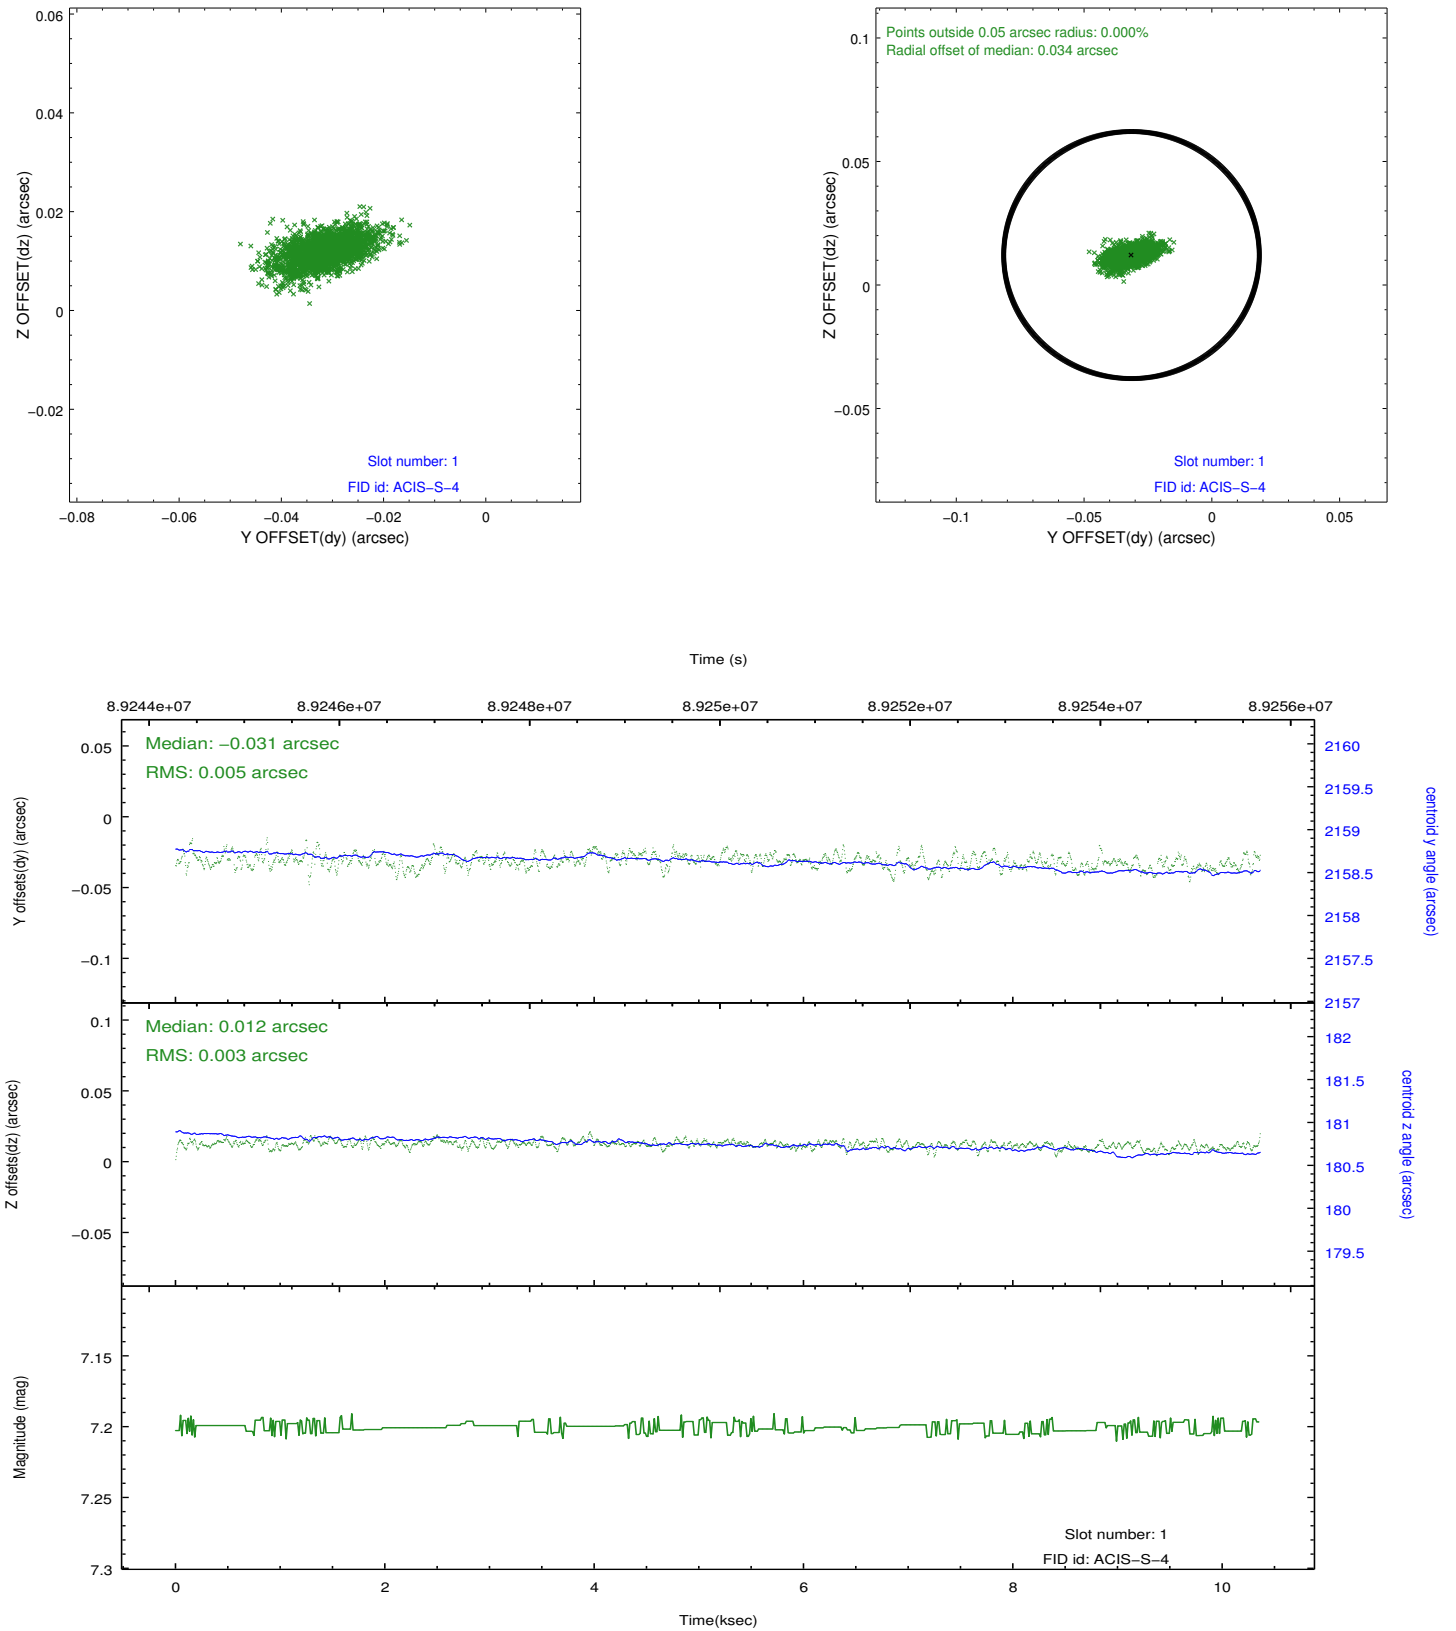 0.06
0.04
0.02
0
−0.02
Z OFFSET(dz) (arcsec)
Slot number: 1
FID id: ACIS−S−4
−0.08
−0.06
−0.04
−0.02
0
Y OFFSET(dy) (arcsec)
Points outside 0.05 arcsec radius: 0.000%
Radial offset of median: 0.034 arcsec
0.1
0.05
0
−0.05
Z OFFSET(dz) (arcsec)
Slot number: 1
FID id: ACIS−S−4
−0.1
−0.05
0
0.05
Y OFFSET(dy) (arcsec)
Time (s)
8.9244e+07
8.9246e+07
8.9248e+07
8.925e+07
8.9252e+07
8.9254e+07
8.9256e+07
Median: −0.031 arcsec
RMS: 0.005 arcsec
0.05
0
−0.05
−0.1
Y offsets(dy) (arcsec)
2160
2159.5
2159
2158.5
2158
2157.5
2157
centroid y angle (arcsec)
Median: 0.012 arcsec
RMS: 0.003 arcsec
0.1
0.05
0
−0.05
Z offsets(dz) (arcsec)
182
181.5
181
180.5
180
179.5
centroid z angle (arcsec)
7.15
7.2
7.25
7.3
Magnitude (mag)
Slot number: 1
FID id: ACIS−S−4
0
2
4
6
8
10
Time(ksec)